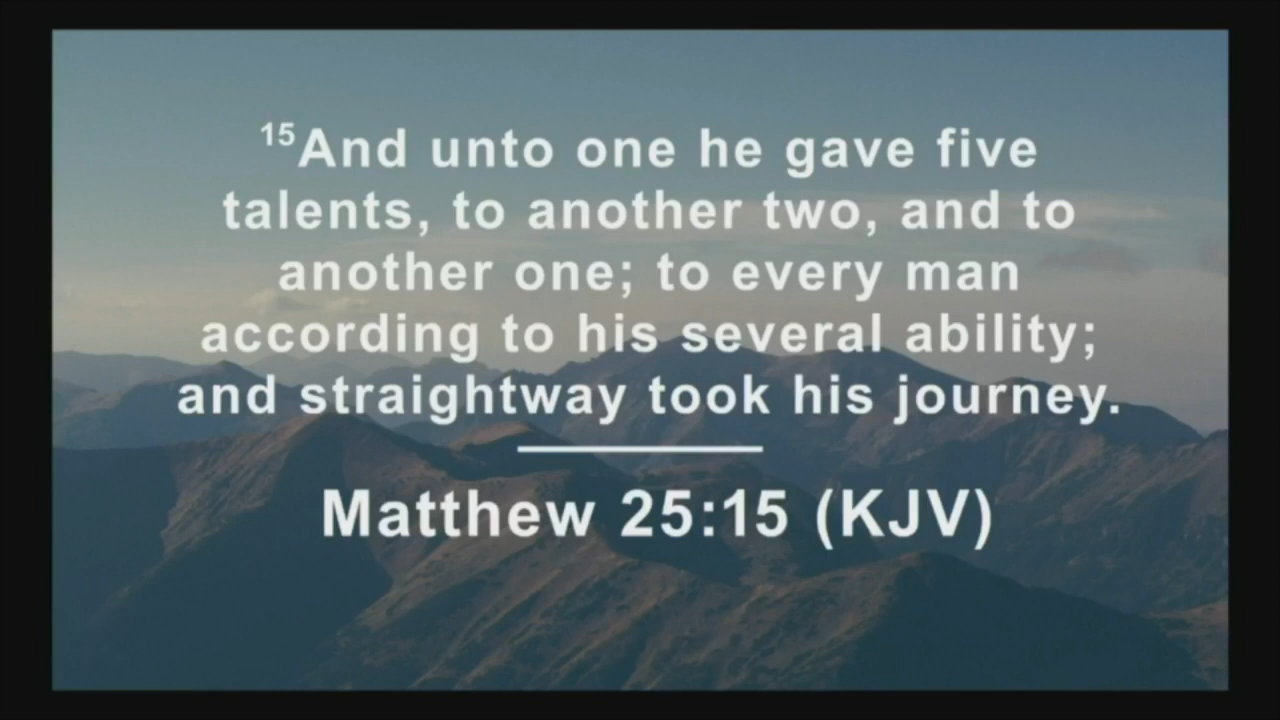 ¹⁵And unto one he gave five
talents, to another two, and to
another one; to every man
according to his several ability;
and straightway took his journey.
Matthew 25:15 (KJV)